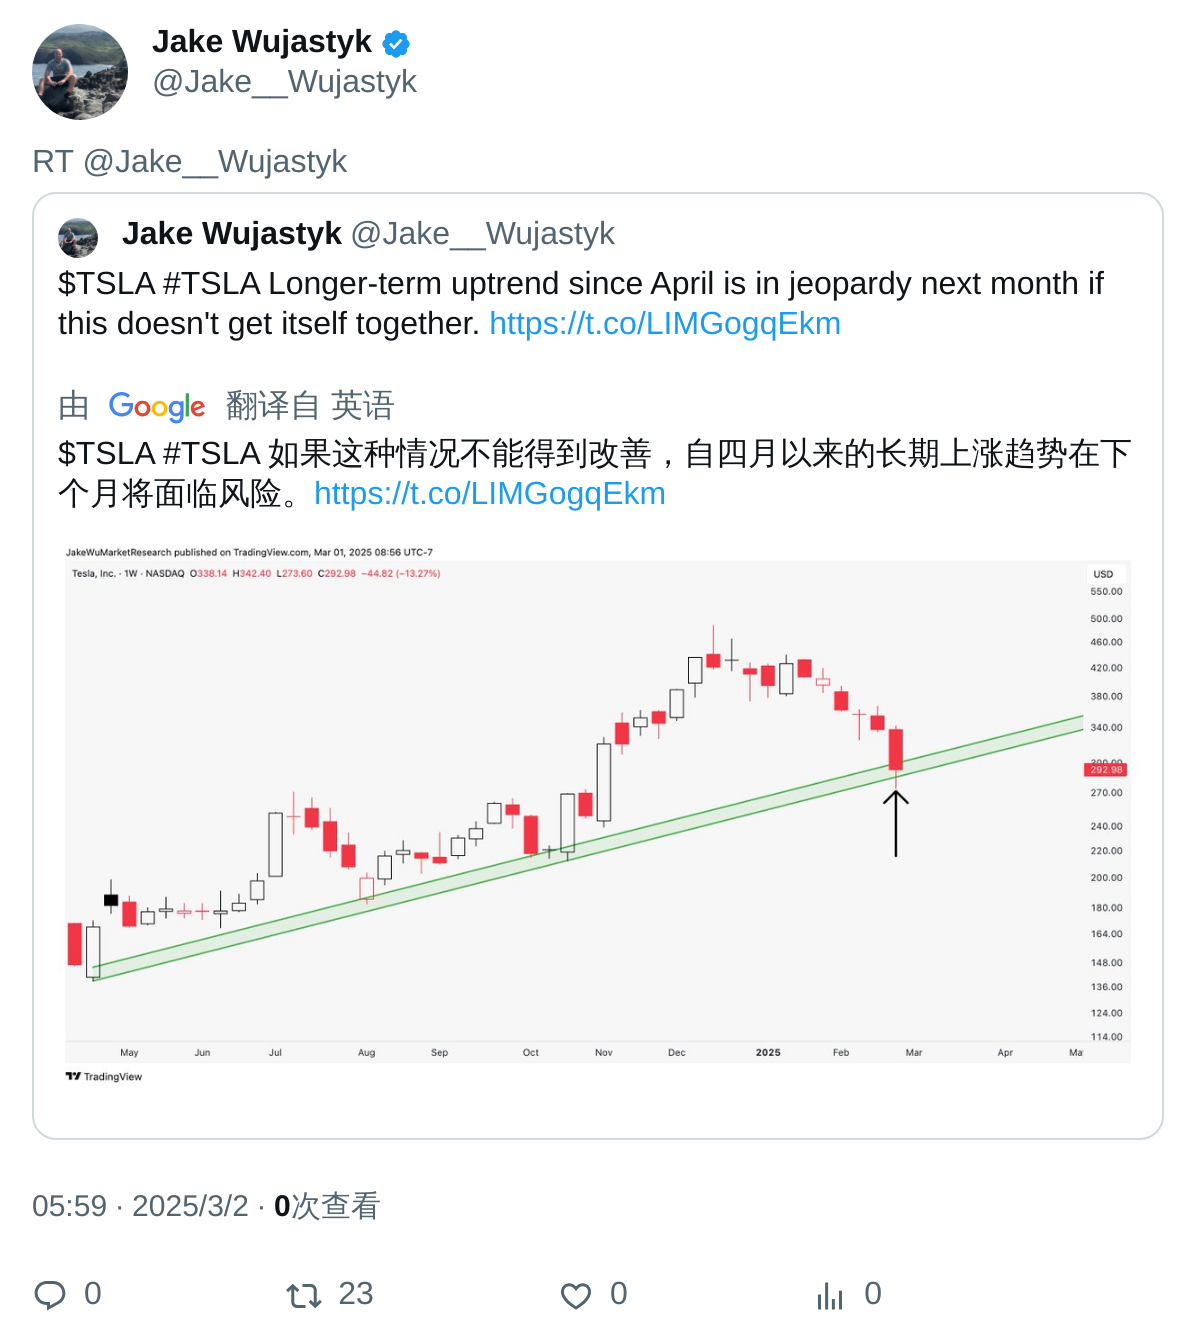 Jake Wujastyk
@Jake__Wujastyk
RT @Jake__Wujastyk
Jake Wujastyk @Jake__Wujastyk
$TSLA #TSLA Longer-term uptrend since April is in jeopardy next month if
this doesn't get itself together. https://t.co/LIMGogqEkm
由 Google 翻译自 英语
$TSLA #TSLA 如果这种情况不能得到改善，自四月以来的长期上涨趋势在下
个月将面临风险。https://t.co/LIMGogqEkm
JakeWuMarketResearch published on TradingView.com, Mar 01, 2025 08:56 UTC-7
Tesla, Inc. · 1W · NASDAQ O338.14 H342.40 L273.60 C292.98 −44.82 (−13.27%)
USD
550.00
500.00
460.00
420.00
380.00
340.00
300.00
292.98
270.00
240.00
220.00
200.00
180.00
164.00
148.00
136.00
124.00
114.00
May Jun Jul Aug Sep Oct Nov Dec 2025 Feb Mar Apr Ma
TradingView
05:59 · 2025/3/2 · 0次查看
0 23 0 0